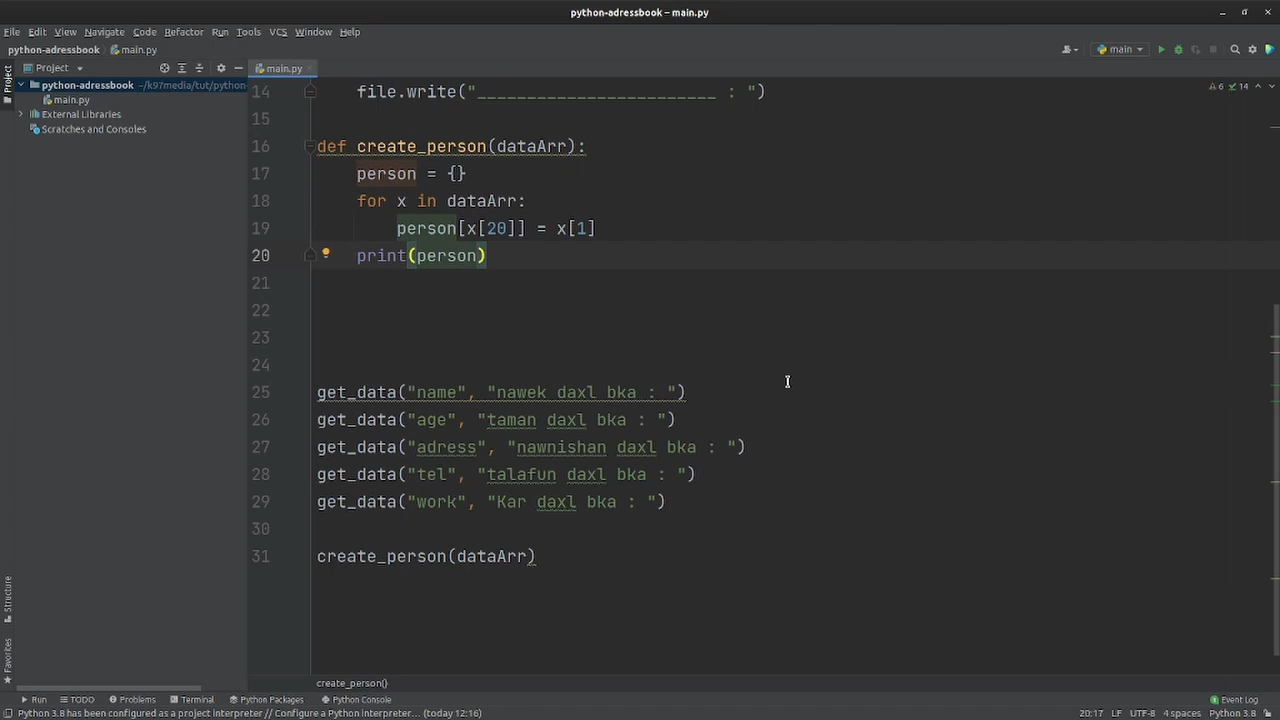 python-adressbook – main.py
File Edit View Navigate Code Refactor Run Tools VCS Window Help
python-adressbook main.py
main
Project
main.py
python-adressbook ~/k97media/tut/python-
main.py
External Libraries
Scratches and Consoles
Project
Structure
Favorites
6 14
14 file.write("________________________ : ")
15
16 def create_person(dataArr):
17 person = {}
18 for x in dataArr:
19 person[x[20]] = x[1]
20 print(person)
21
22
23
24
25 get_data("name", "nawek daxl bka : ")
26 get_data("age", "taman daxl bka : ")
27 get_data("adress", "nawnishan daxl bka : ")
28 get_data("tel", "talafun daxl bka : ")
29 get_data("work", "Kar daxl bka : ")
30
31 create_person(dataArr)
create_person()
Run TODO Problems Terminal Python Packages Python Console Event Log
Python 3.8 has been configured as a project interpreter // Configure a Python interpreter... (today 12:16) 20:17 LF UTF-8 4 spaces Python 3.8